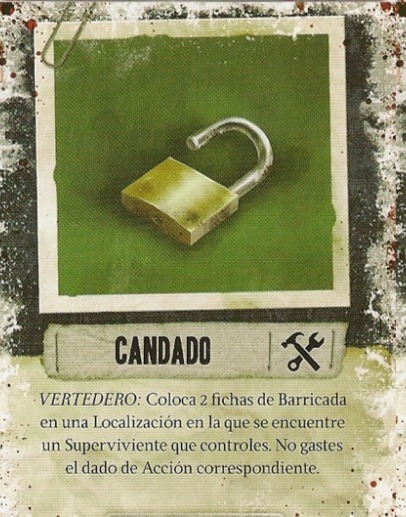 CANDADO
VERTEDERO: Coloca 2 fichas de Barricada
en una Localización en la que se encuentre
un Superviviente que controles. No gastes
el dado de Acción correspondiente.